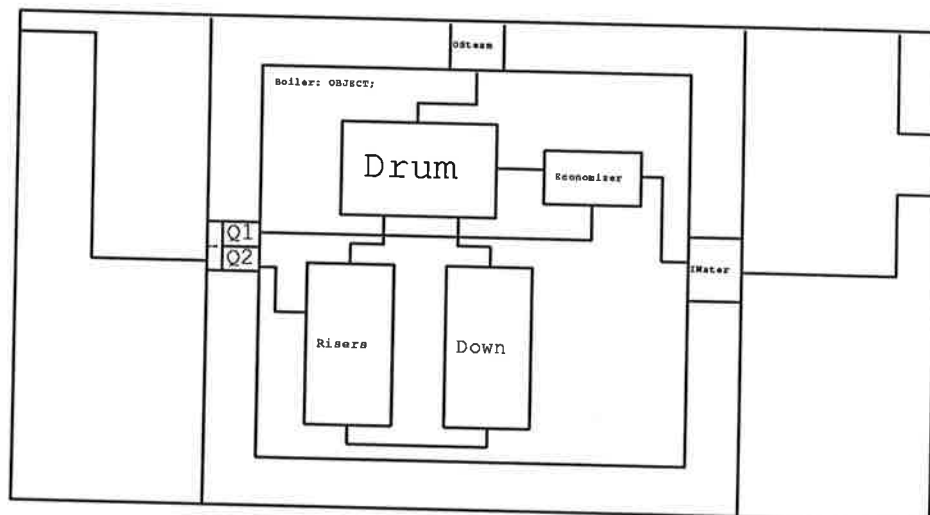 OSteam
Boiler: OBJECT;
Drum
Economizer
Q1
Q2
IWater
Risers
Down